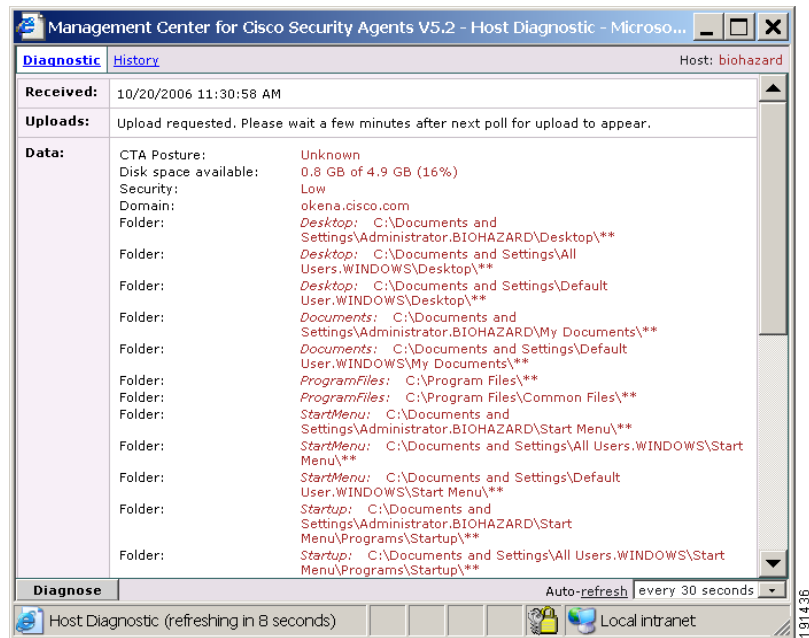 Management Center for Cisco Security Agents V5.2 - Host Diagnostic - Microso...
Diagnostic History Host: biohazard
Received: 10/20/2006 11:30:58 AM
Uploads: Upload requested. Please wait a few minutes after next poll for upload to appear.
Data: CTA Posture: Unknown
Disk space available: 0.8 GB of 4.9 GB (16%)
Security: Low
Domain: okena.cisco.com
Folder: Desktop: C:\Documents and
Settings\Administrator.BIOHAZARD\Desktop\**
Folder: Desktop: C:\Documents and Settings\All
Users.WINDOWS\Desktop\**
Folder: Desktop: C:\Documents and Settings\Default
User.WINDOWS\Desktop\**
Folder: Documents: C:\Documents and
Settings\Administrator.BIOHAZARD\My Documents\**
Folder: Documents: C:\Documents and Settings\Default
User.WINDOWS\My Documents\**
Folder: ProgramFiles: C:\Program Files\**
Folder: ProgramFiles: C:\Program Files\Common Files\**
Folder: StartMenu: C:\Documents and
Settings\Administrator.BIOHAZARD\Start Menu\**
Folder: StartMenu: C:\Documents and Settings\All Users.WINDOWS\Start
Menu\**
Folder: StartMenu: C:\Documents and Settings\Default
User.WINDOWS\Start Menu\**
Folder: Startup: C:\Documents and
Settings\Administrator.BIOHAZARD\Start
Menu\Programs\Startup\**
Folder: Startup: C:\Documents and Settings\All Users.WINDOWS\Start
Menu\Programs\Startup\**
Diagnose Auto-refresh every 30 seconds
Host Diagnostic (refreshing in 8 seconds) Local intranet
191436